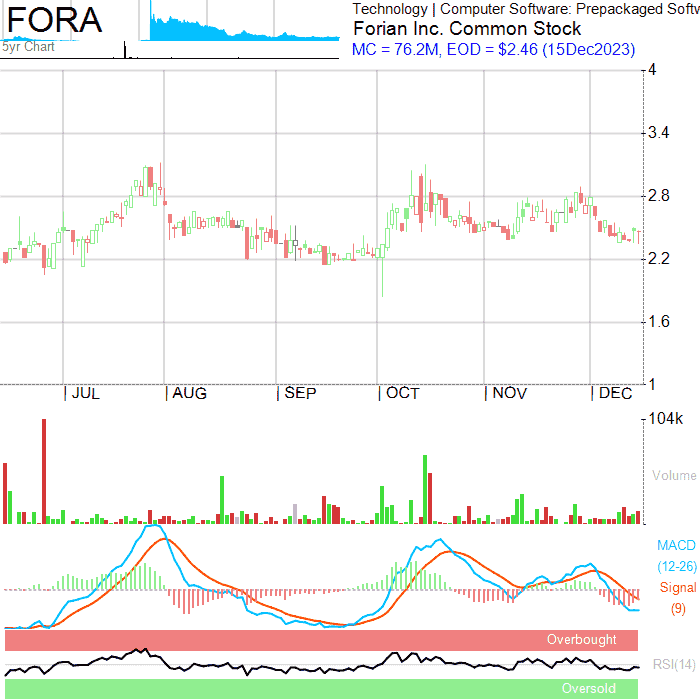 FORA
Technology | Computer Software: Prepackaged Softw
Forian Inc. Common Stock
5yr Chart
MC = 76.2M, EOD = $2.46 (15Dec2023)
4
3.4
2.8
2.2
1.6
1
| JUL | AUG | SEP | OCT | NOV | DEC
104k
Volume
MACD
(12-26)
Signal
(9)
Overbought
RSI(14)
Oversold